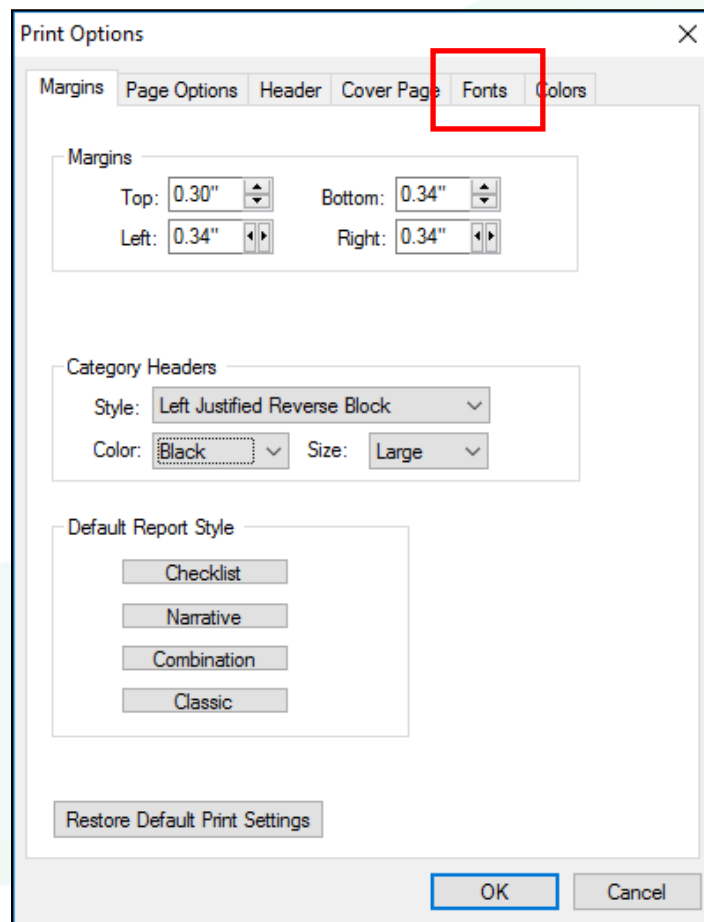 Print Options
Margins Page Options Header Cover Page Fonts Colors
Margins
Top: 0.30" Bottom: 0.34"
Left: 0.34" Right: 0.34"
Category Headers
Style: Left Justified Reverse Block
Color: Black Size: Large
Default Report Style
Checklist
Narrative
Combination
Classic
Restore Default Print Settings
OK Cancel